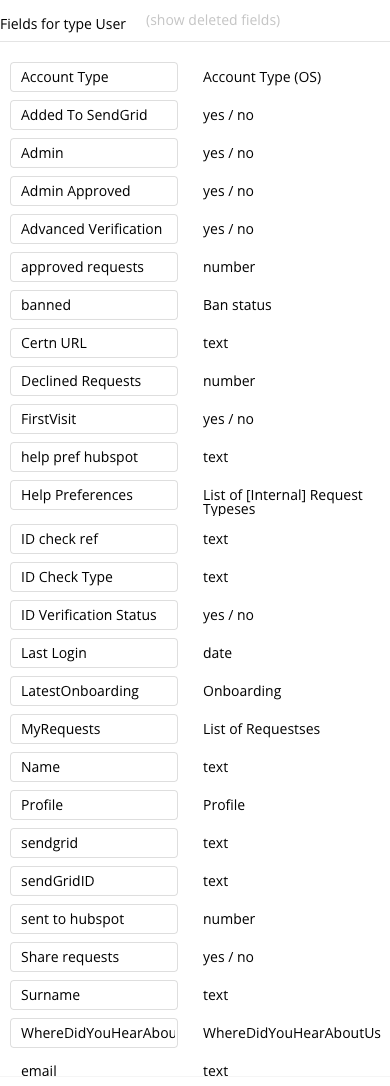 Fields for type User (show deleted fields)
Account Type Account Type (OS)
Added To SendGrid yes / no
Admin yes / no
Admin Approved yes / no
Advanced Verification yes / no
approved requests number
banned Ban status
Certn URL text
Declined Requests number
FirstVisit yes / no
help pref hubspot text
Help Preferences List of [Internal] Request
Typeses
ID check ref text
ID Check Type text
ID Verification Status yes / no
Last Login date
LatestOnboarding Onboarding
MyRequests List of Requestses
Name text
Profile Profile
sendgrid text
sendGridID text
sent to hubspot number
Share requests yes / no
Surname text
WhereDidYouHearAbou WhereDidYouHearAboutUs
email text